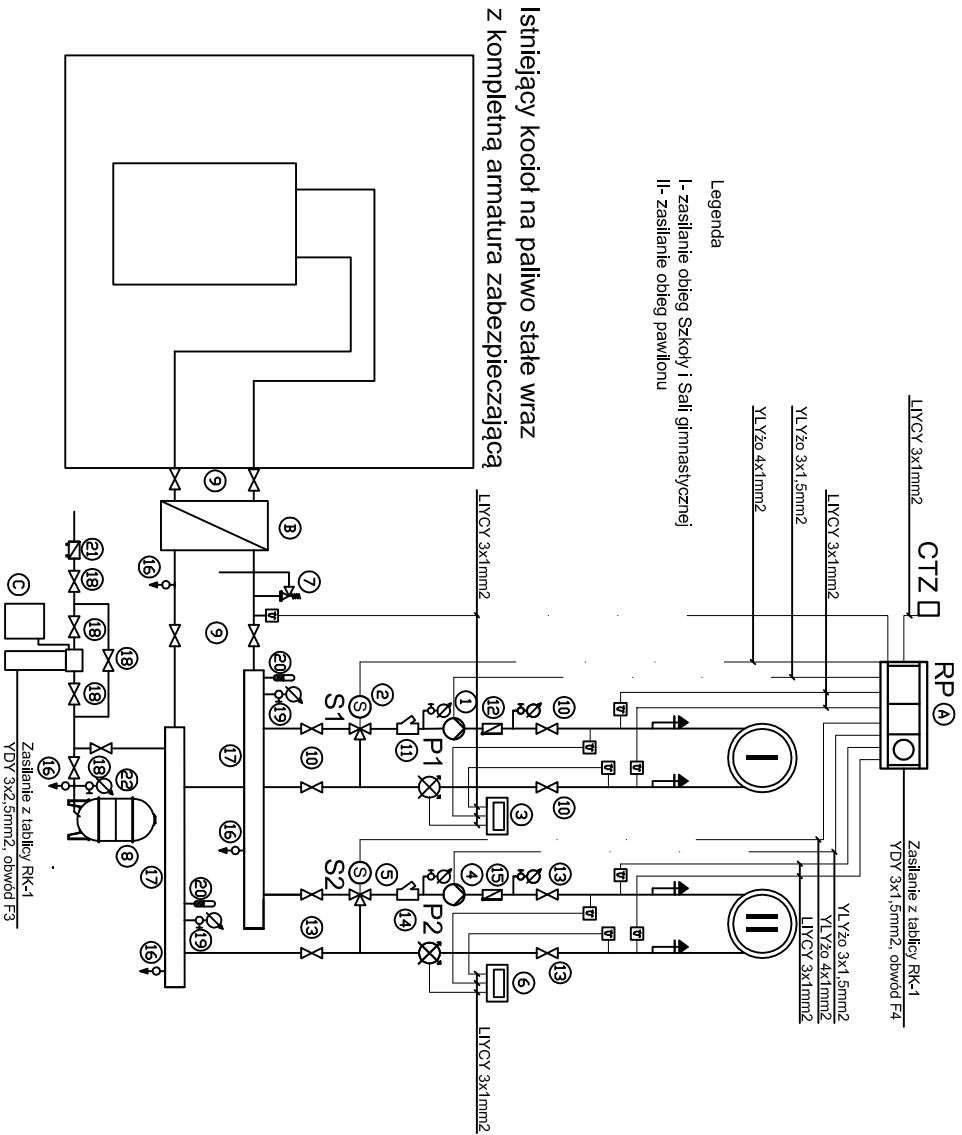 Istniejący kocioł na paliwo stałe wraz
z kompletną armatura zabezpieczającą
Legenda
I- zasilanie obieg Szkoły i Sali gimnastycznej
II- zasilanie obieg pawilonu
CTZ
RP
A
LIYCY 3x1mm2
LIYCY 3x1mm2
YLYżo 3x1,5mm2
YLYżo 4x1mm2
Zasilanie z tablicy RK-1
YDY 3x1,5mm2, obwód F4
YLYżo 3x1,5mm2
YLYżo 4x1mm2
LIYCY 3x1mm2
I
II
LIYCY 3x1mm2
LIYCY 3x1mm2
10
12
1
P1
11
2
S
S1
10
10
3
13
15
4
P2
14
5
S
S2
13
13
6
20
19
17
16
20
19
17
16
7
9
9
B
16
21
18
18
18
18
18
16
22
8
C
Zasilanie z tablicy RK-1
YDY 3x2,5mm2, obwód F3